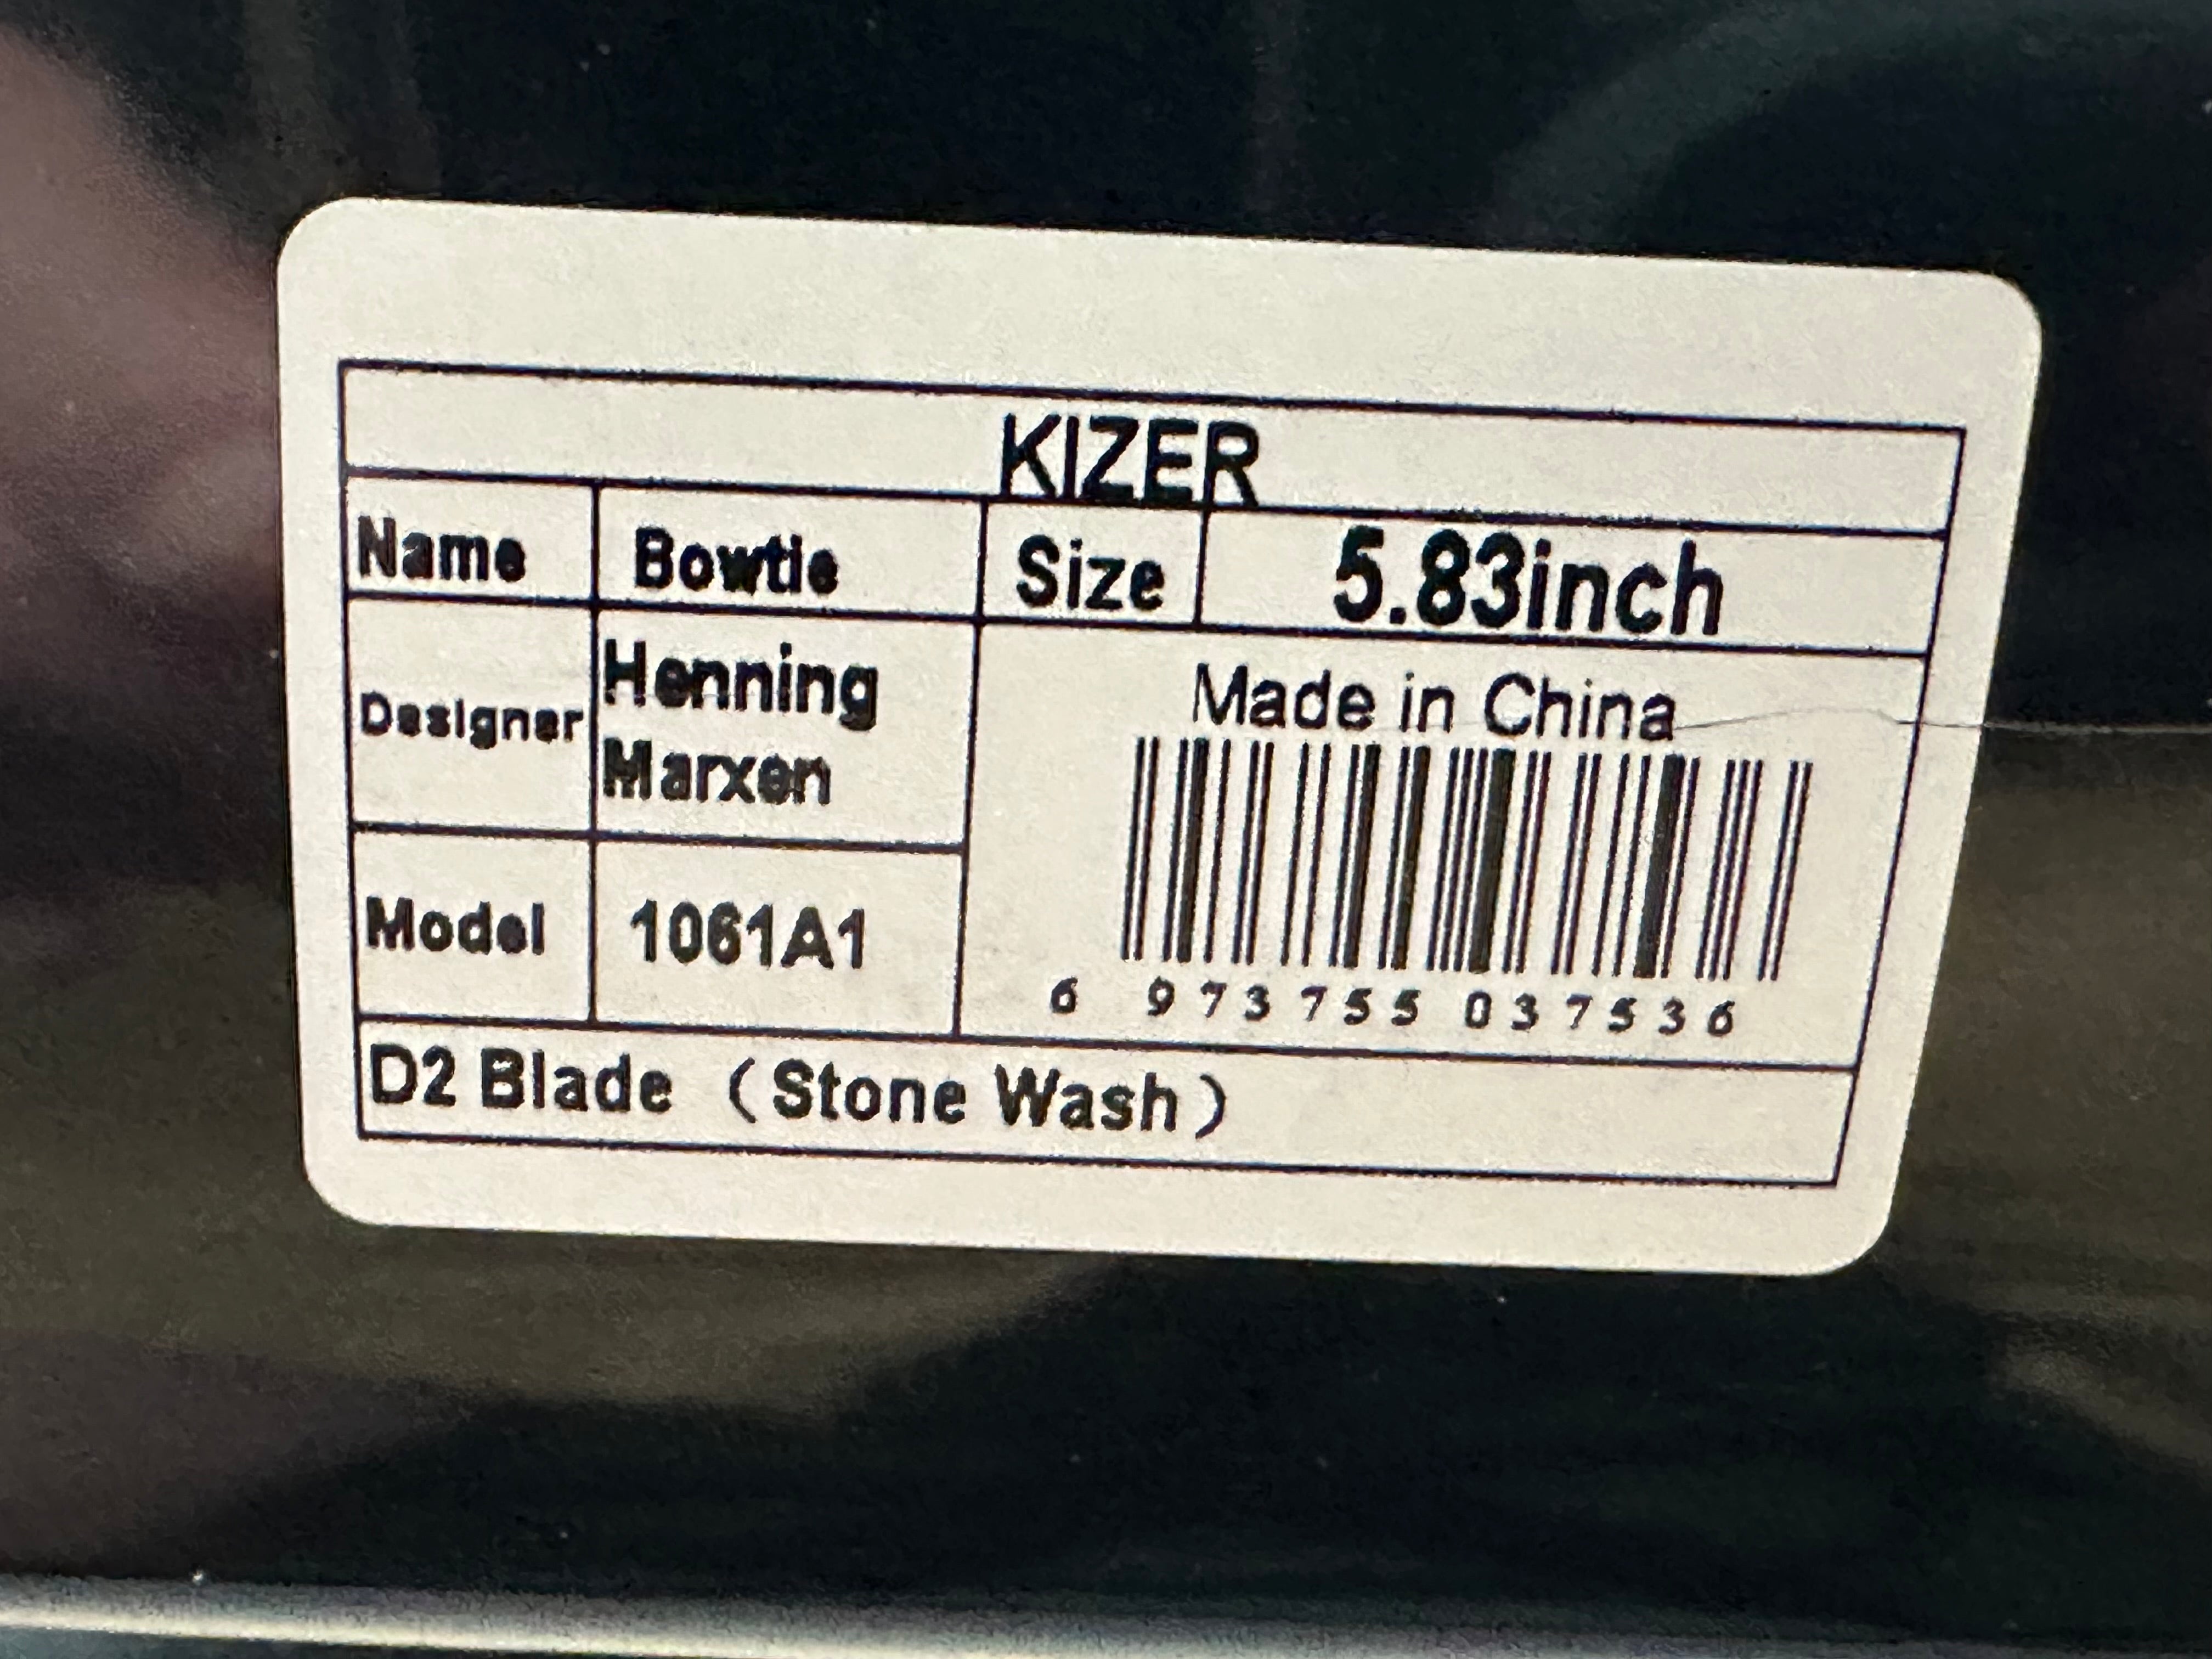 KIZER
Name Bowtie Size 5.83inch
Designer Henning
Marxen
Made in China
Model 1061A1
6 973755 037536
D2 Blade （Stone Wash）